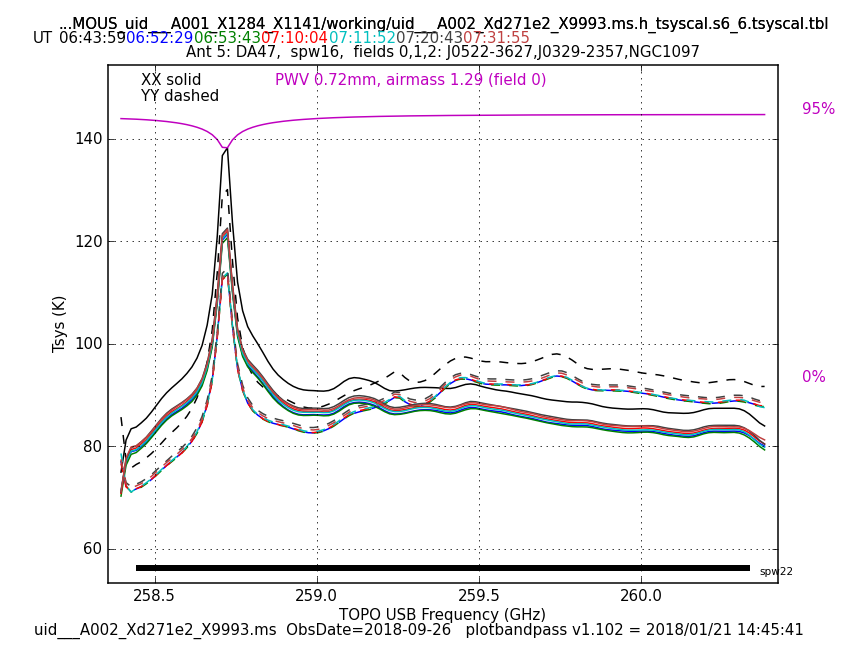 ...MOUS_uid___A001_X1284_X1141/working/uid___A002_Xd271e2_X9993.ms.h_tsyscal.s6_6.tsyscal.tbl
UT 06:43:59 06:52:29 06:53:43 07:10:04 07:11:52 07:20:43 07:31:55
Ant 5: DA47, spw16, fields 0,1,2: J0522-3627,J0329-2357,NGC1097
XX solid
YY dashed
PWV 0.72mm, airmass 1.29 (field 0)
95%
0%
140
120
100
80
60
Tsys (K)
spw22
258.5 259.0 259.5 260.0
TOPO USB Frequency (GHz)
uid___A002_Xd271e2_X9993.ms ObsDate=2018-09-26 plotbandpass v1.102 = 2018/01/21 14:45:41